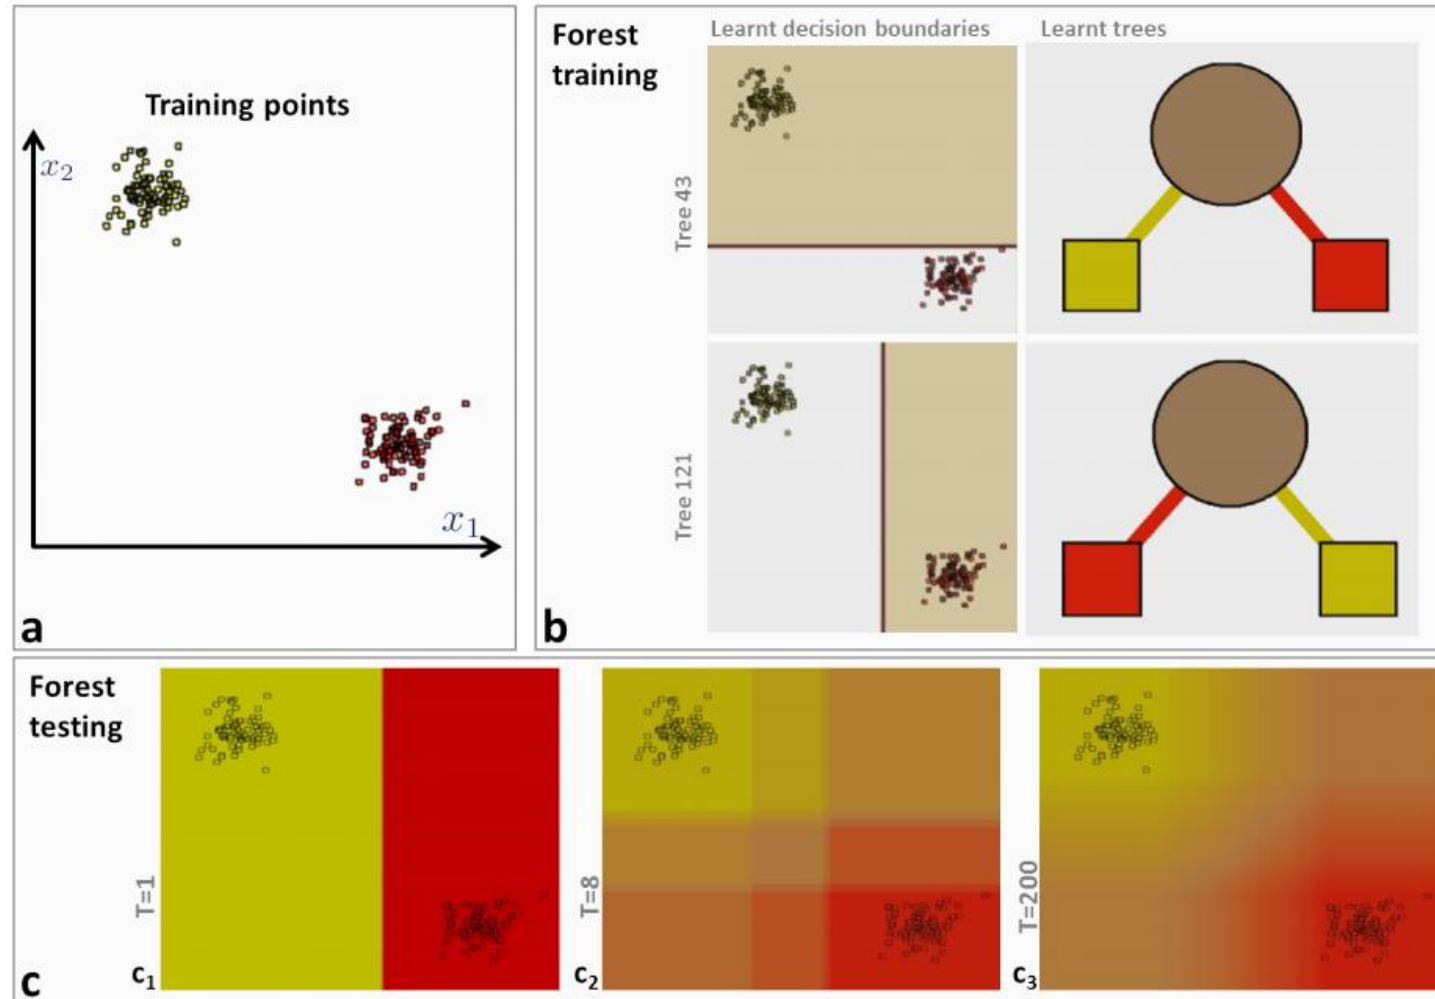 Training points
x₂
x₁
a
Forest
training
Learnt decision boundaries
Learnt trees
Tree 43
Tree 121
b
Forest
testing
T=1
c₁
T=8
c₂
T=200
c₃
c